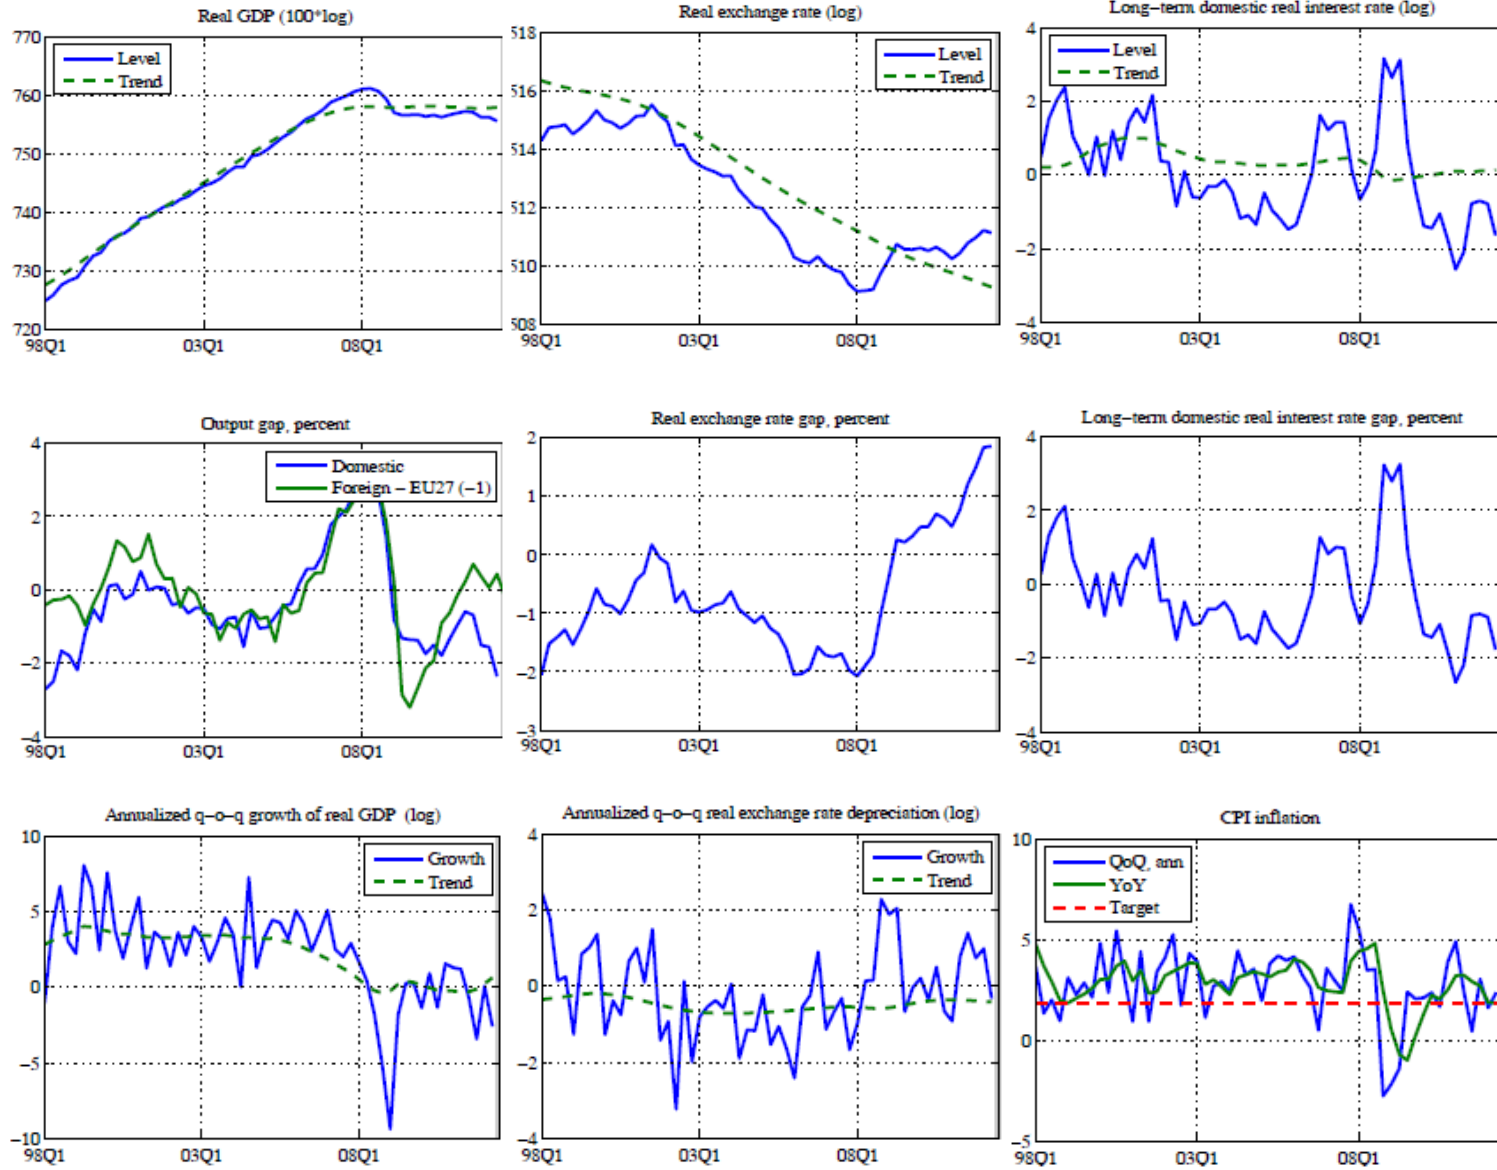 Real GDP (100*log)
770
760
750
740
730
720
98Q1
03Q1
08Q1
Level
Trend
Real exchange rate (log)
518
516
514
512
510
508
98Q1
03Q1
08Q1
Level
Trend
Long-term domestic real interest rate (log)
4
2
0
-2
-4
98Q1
03Q1
08Q1
Level
Trend
Output gap, percent
4
2
0
-2
-4
98Q1
03Q1
08Q1
Domestic
Foreign - EU27 (-1)
Real exchange rate gap, percent
2
1
0
-1
-2
-3
98Q1
03Q1
08Q1
Long-term domestic real interest rate gap, percent
4
2
0
-2
-4
98Q1
03Q1
08Q1
Annualized q-o-q growth of real GDP (log)
10
5
0
-5
-10
98Q1
03Q1
08Q1
Growth
Trend
Annualized q-o-q real exchange rate depreciation (log)
4
2
0
-2
-4
98Q1
03Q1
08Q1
Growth
Trend
CPI inflation
10
5
0
-5
98Q1
03Q1
08Q1
QoQ, ann
YoY
Target